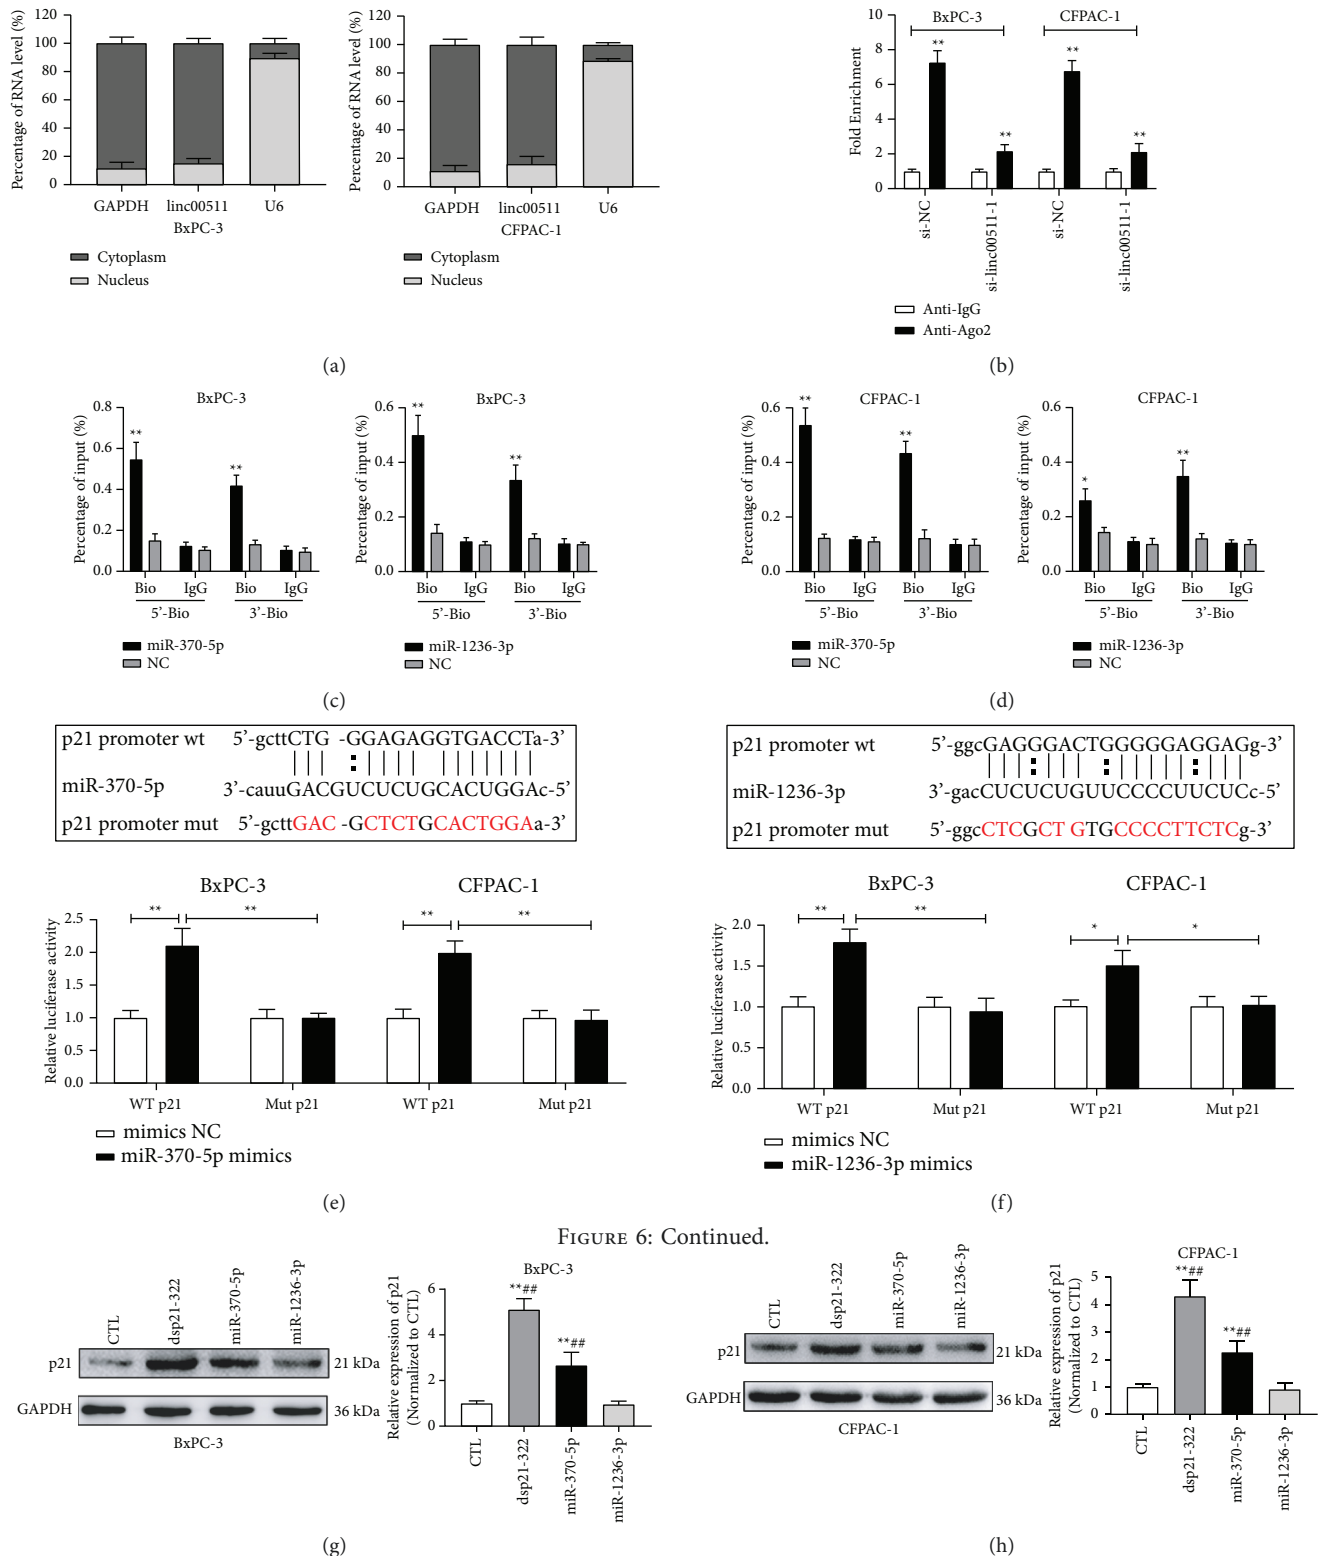 Percentage of RNA level (%)
120
100
80
60
40
20
0
GAPDH linc00511 U6
BxPC-3
Cytoplasm
Nucleus
Percentage of RNA level (%)
120
100
80
60
40
20
0
GAPDH linc00511 U6
CFPAC-1
Cytoplasm
Nucleus
(a)
Fold Enrichment
10
8
6
4
2
0
BxPC-3 CFPAC-1
** ** ** **
si-NC si-linc00511-1 si-NC si-linc00511-1
Anti-IgG
Anti-Ago2
(b)
BxPC-3
Percentage of input (%)
0.8
0.6
0.4
0.2
0.0
** **
Bio IgG Bio IgG
5'-Bio 3'-Bio
miR-370-5p
NC
BxPC-3
Percentage of input (%)
0.6
0.4
0.2
0.0
** **
Bio IgG Bio IgG
5'-Bio 3'-Bio
miR-1236-3p
NC
(c)
CFPAC-1
Percentage of input (%)
0.6
0.4
0.2
0.0
** **
Bio IgG Bio IgG
5'-Bio 3'-Bio
miR-370-5p
NC
CFPAC-1
Percentage of input (%)
0.6
0.4
0.2
0.0
* **
Bio IgG Bio IgG
5'-Bio 3'-Bio
miR-1236-3p
NC
(d)
p21 promoter wt 5'-gcttCTG -GGAGAGGTGACCTa-3'
miR-370-5p 3'-cauuGACGUCUCUGCACUGGAc-5'
p21 promoter mut 5'-gcttGAC -GCTCTGCACTGGAa-3'
BxPC-3 CFPAC-1
Relative luciferase activity
2.5
2.0
1.5
1.0
0.5
0.0
** ** ** **
WT p21 Mut p21 WT p21 Mut p21
mimics NC
miR-370-5p mimics
(e)
p21 promoter wt 5'-ggcGAGGGACTGGGGGAGGAGg-3'
miR-1236-3p 3'-gacCUCUCUGUUCCCCUUCUCc-5'
p21 promoter mut 5'-ggcCTCGCT GTGCCCCTTCTCg-3'
BxPC-3 CFPAC-1
Relative luciferase activity
2.0
1.5
1.0
0.5
0.0
** ** * *
WT p21 Mut p21 WT p21 Mut p21
mimics NC
miR-1236-3p mimics
(f)
FIGURE 6: Continued.
CTL dsp21-322 miR-370-5p miR-1236-3p
p21 21 kDa
GAPDH 36 kDa
BxPC-3
BxPC-3
Relative expression of p21
(Normalized to CTL)
6
4
2
0
**## **##
CTL dsp21-322 miR-370-5p miR-1236-3p
(g)
CTL dsp21-322 miR-370-5p miR-1236-3p
p21 21 kDa
GAPDH 36 kDa
CFPAC-1
CFPAC-1
Relative expression of p21
(Normalized to CTL)
5
4
3
2
1
0
**## **##
CTL dsp21-322 miR-370-5p miR-1236-3p
(h)